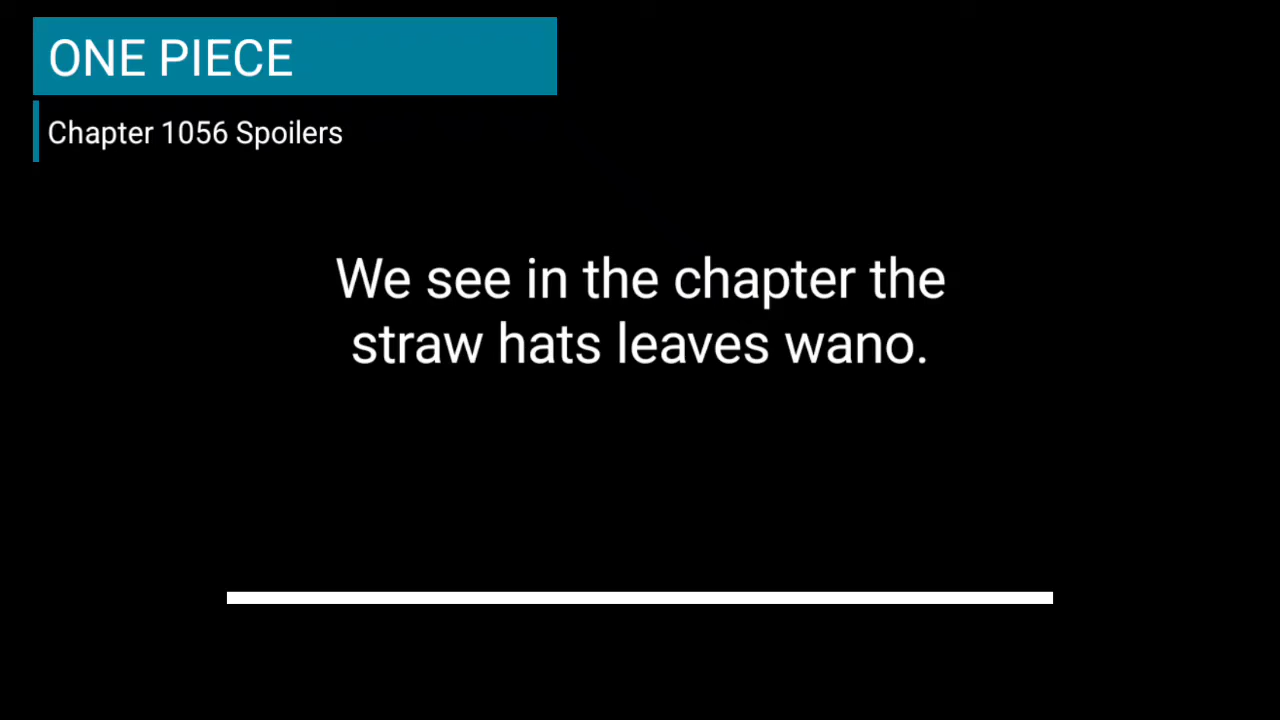 ONE PIECE
Chapter 1056 Spoilers
We see in the chapter the
straw hats leaves wano.